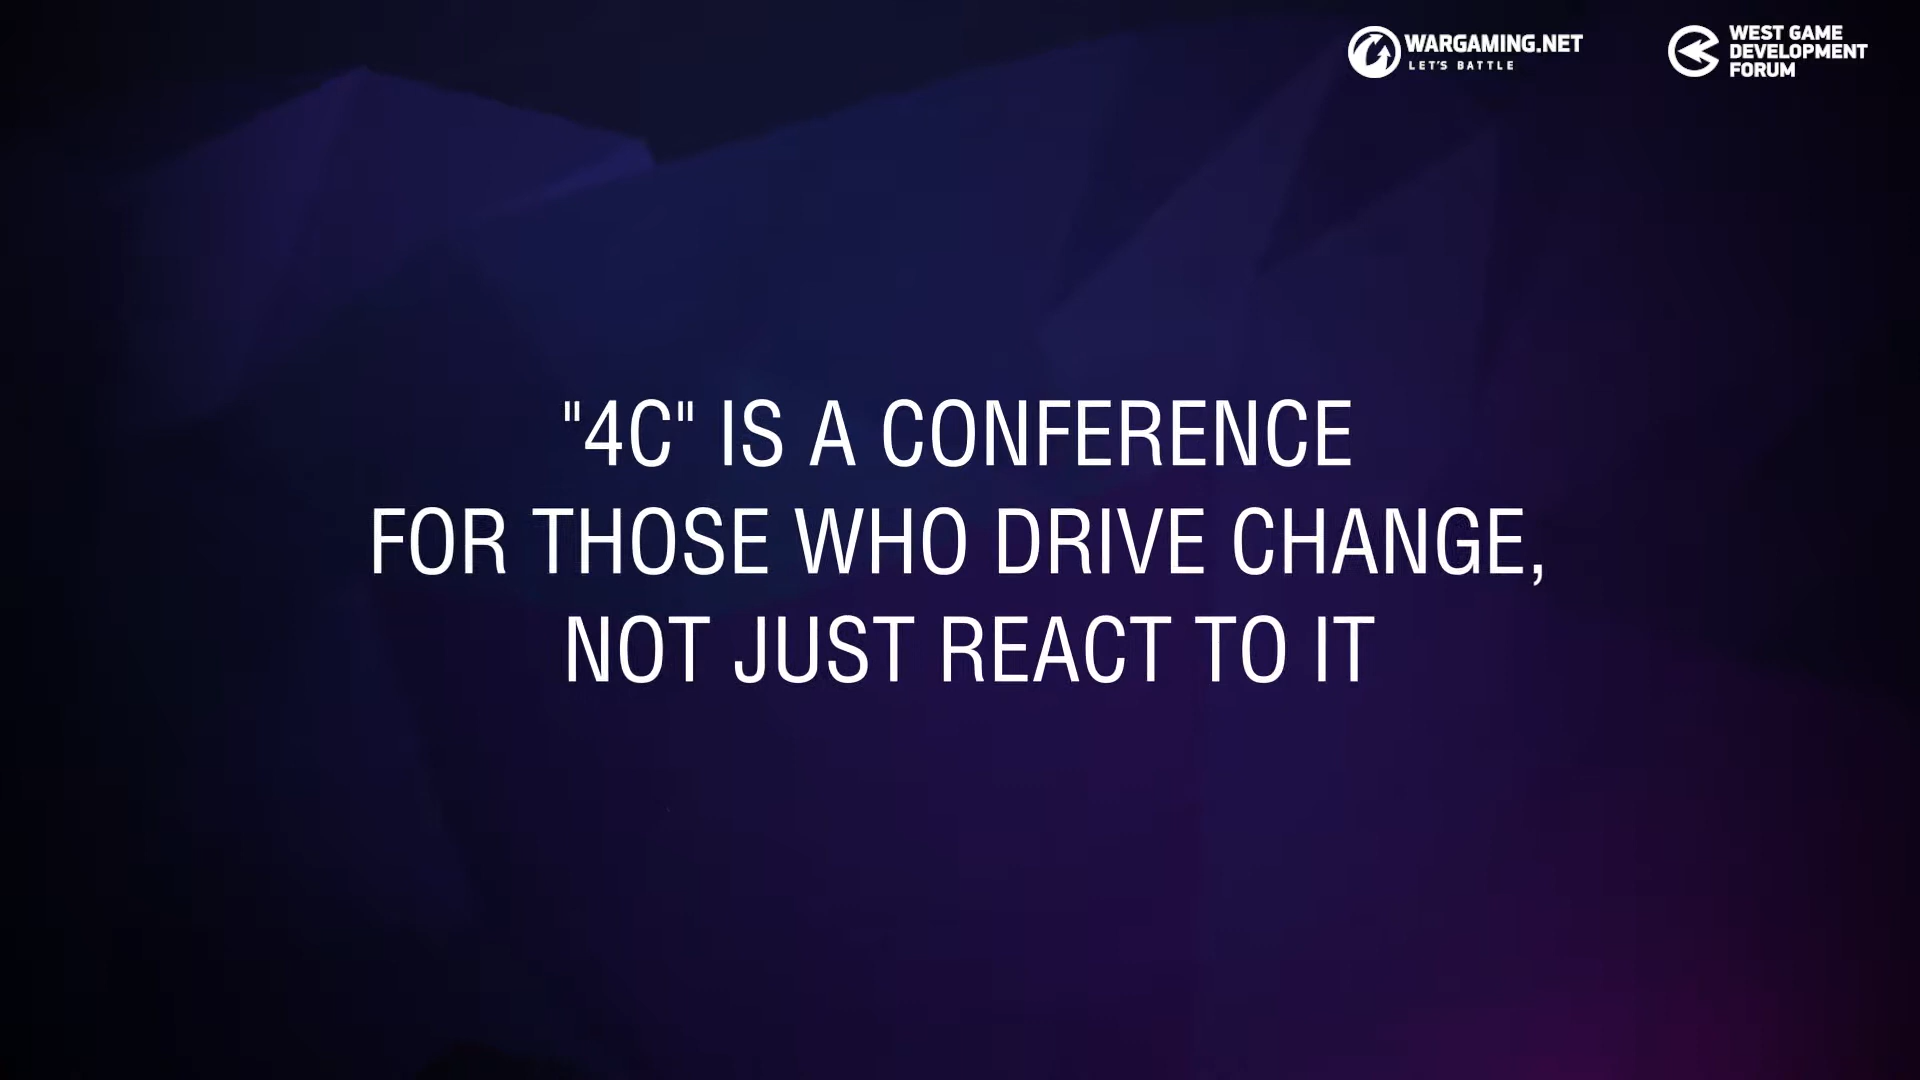 WARGAMING.NET
LET'S BATTLE
WEST GAME
DEVELOPMENT
FORUM
"4C" IS A CONFERENCE
FOR THOSE WHO DRIVE CHANGE,
NOT JUST REACT TO IT